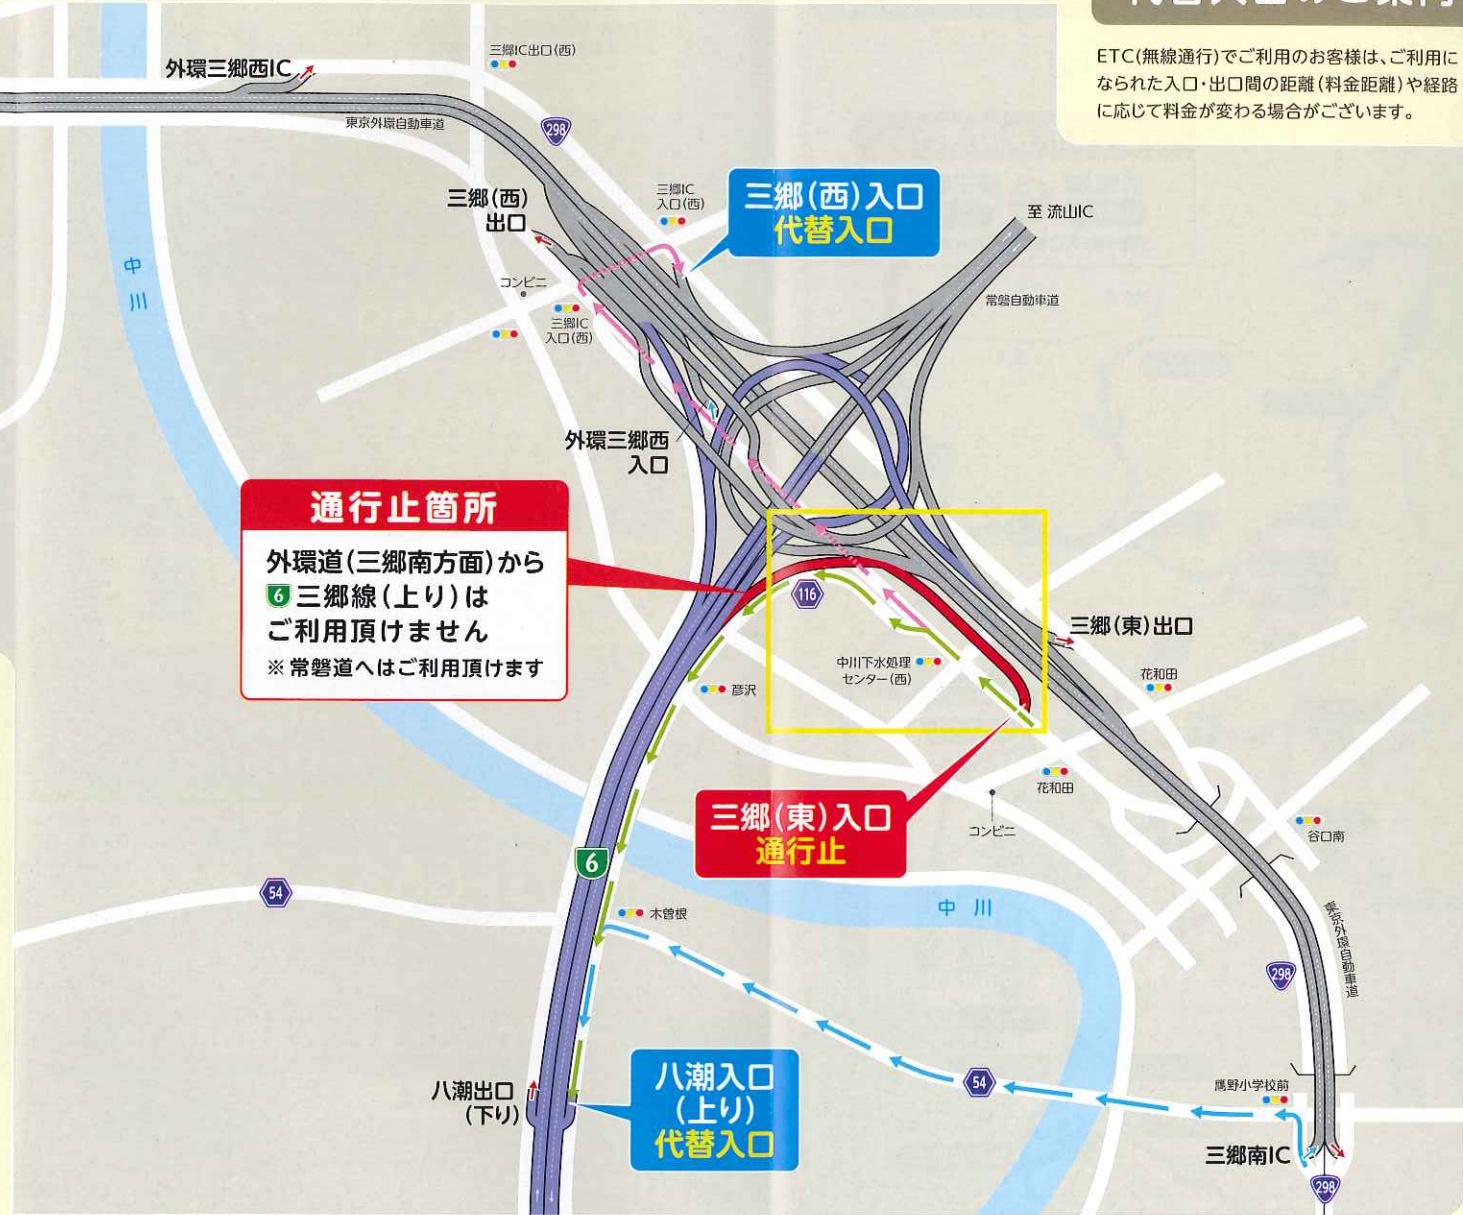 ETC(無線通行)でご利用のお客様は、ご利用に
なられた入口・出口間の距離(料金距離)や経路
に応じて料金が変わる場合がございます。
外環三郷西IC
三郷IC出口(西)
東京外環自動車道
298
三郷(西)
出口
三郷IC
入口(西)
三郷(西)入口
代替入口
至 流山IC
常磐自動車道
中
川
コンビニ
三郷IC
入口(西)
外環三郷西
入口
通行止箇所
外環道(三郷南方面)から
6 三郷線(上り)は
ご利用頂けません
※常磐道へはご利用頂けます
116
三郷(東)出口
中川下水処理
センター(西)
花和田
彦沢
花和田
三郷(東)入口
通行止
コンビニ
谷口南
6
54
木曽根
中 川
東京外環自動車道
298
八潮出口
(下り)
八潮入口
(上り)
代替入口
54
鷹野小学校前
三郷南IC
298